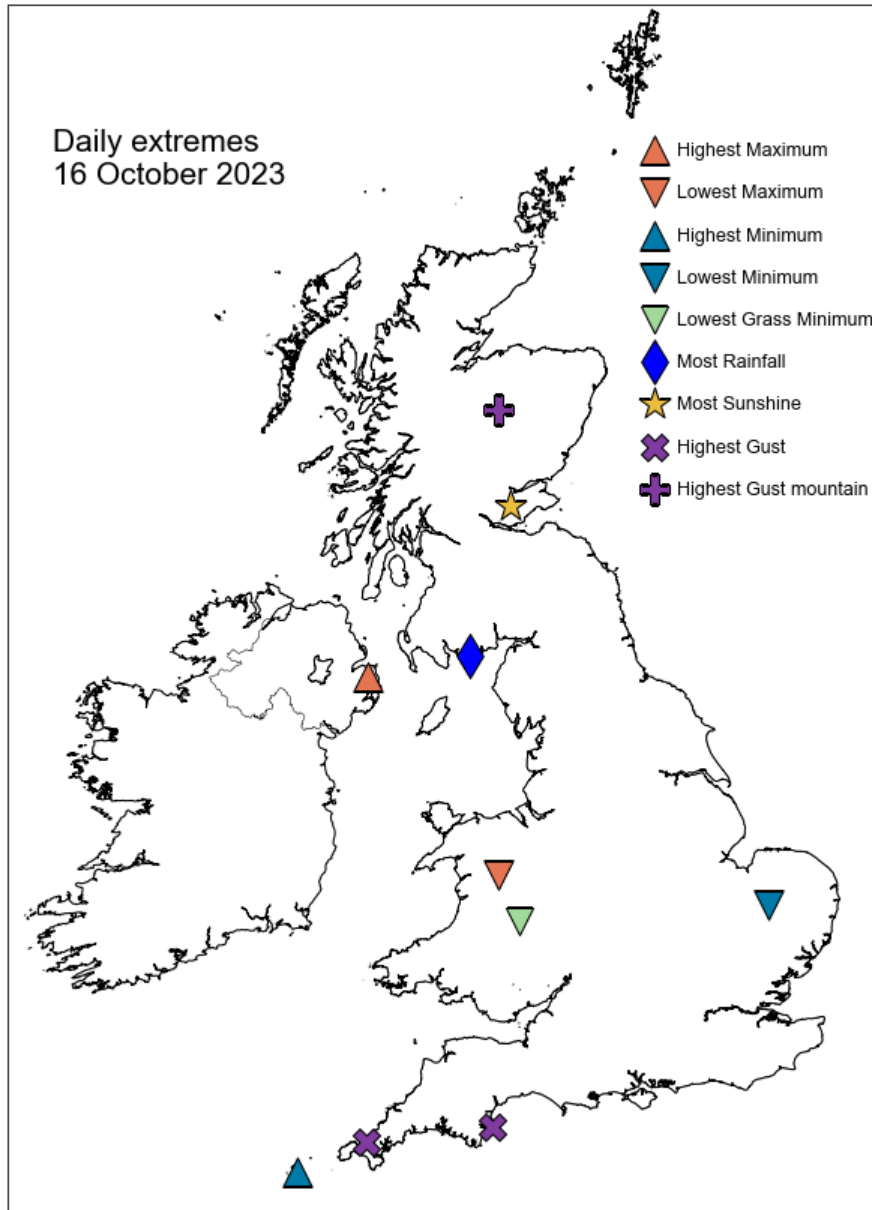 Daily extremes
16 October 2023
Highest Maximum
Lowest Maximum
Highest Minimum
Lowest Minimum
Lowest Grass Minimum
Most Rainfall
Most Sunshine
Highest Gust
Highest Gust mountain